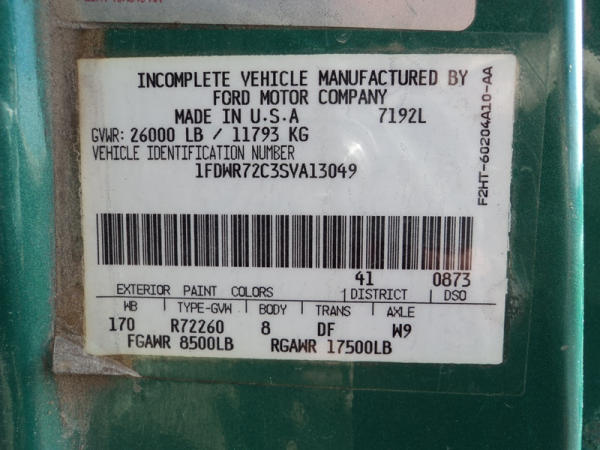 INCOMPLETE VEHICLE MANUFACTURED BY
FORD MOTOR COMPANY
MADE IN U.S.A 7192L
GVWR: 26000 LB / 11793 KG
VEHICLE IDENTIFICATION NUMBER
1FDWR72C3SVA13049
F2HT-60204A10-AA
41 0873
EXTERIOR PAINT COLORS DISTRICT DSO
WB TYPE-GVW BODY TRANS AXLE
170 R72260 8 DF W9
FGAWR 8500LB RGAWR 17500LB